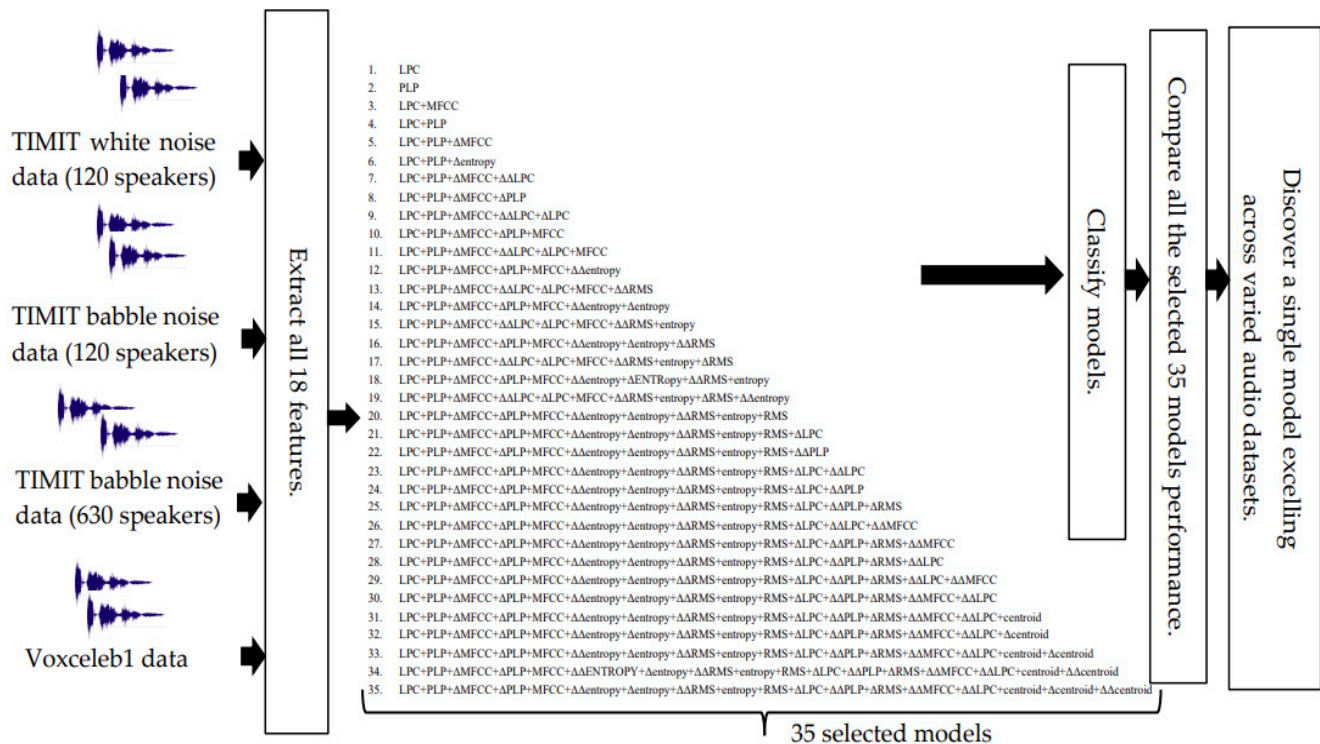 TIMIT white noise
data (120 speakers)
TIMIT babble noise
data (120 speakers)
TIMIT babble noise
data (630 speakers)
Voxceleb1 data
Extract all 18 features.
1. LPC
2. PLP
3. LPC+MFCC
4. LPC+PLP
5. LPC+PLP+ΔMFCC
6. LPC+PLP+Δentropy
7. LPC+PLP+ΔMFCC+ΔΔLPC
8. LPC+PLP+ΔMFCC+ΔPLP
9. LPC+PLP+ΔMFCC+ΔΔLPC+ΔLPC
10. LPC+PLP+ΔMFCC+ΔPLP+MFCC
11. LPC+PLP+ΔMFCC+ΔΔLPC+ΔLPC+MFCC
12. LPC+PLP+ΔMFCC+ΔPLP+MFCC+ΔΔentropy
13. LPC+PLP+ΔMFCC+ΔΔLPC+ΔLPC+MFCC+ΔΔRMS
14. LPC+PLP+ΔMFCC+ΔPLP+MFCC+ΔΔentropy+Δentropy
15. LPC+PLP+ΔMFCC+ΔΔLPC+ΔLPC+MFCC+ΔΔRMS+entropy
16. LPC+PLP+ΔMFCC+ΔPLP+MFCC+ΔΔentropy+Δentropy+ΔΔRMS
17. LPC+PLP+ΔMFCC+ΔΔLPC+ΔLPC+MFCC+ΔΔRMS+entropy+ΔRMS
18. LPC+PLP+ΔMFCC+ΔPLP+MFCC+ΔΔentropy+ΔENTRopy+ΔΔRMS+entropy
19. LPC+PLP+ΔMFCC+ΔΔLPC+ΔLPC+MFCC+ΔΔRMS+entropy+ΔRMS+ΔΔentropy
20. LPC+PLP+ΔMFCC+ΔPLP+MFCC+ΔΔentropy+Δentropy+ΔΔRMS+entropy+RMS
21. LPC+PLP+ΔMFCC+ΔPLP+MFCC+ΔΔentropy+Δentropy+ΔΔRMS+entropy+RMS+ΔLPC
22. LPC+PLP+ΔMFCC+ΔPLP+MFCC+ΔΔentropy+Δentropy+ΔΔRMS+entropy+RMS+ΔΔPLP
23. LPC+PLP+ΔMFCC+ΔPLP+MFCC+ΔΔentropy+Δentropy+ΔΔRMS+entropy+RMS+ΔLPC+ΔΔLPC
24. LPC+PLP+ΔMFCC+ΔPLP+MFCC+ΔΔentropy+Δentropy+ΔΔRMS+entropy+RMS+ΔLPC+ΔΔPLP
25. LPC+PLP+ΔMFCC+ΔPLP+MFCC+ΔΔentropy+Δentropy+ΔΔRMS+entropy+RMS+ΔLPC+ΔΔPLP+ΔRMS
26. LPC+PLP+ΔMFCC+ΔPLP+MFCC+ΔΔentropy+Δentropy+ΔΔRMS+entropy+RMS+ΔLPC+ΔΔLPC+ΔΔMFCC
27. LPC+PLP+ΔMFCC+ΔPLP+MFCC+ΔΔentropy+Δentropy+ΔΔRMS+entropy+RMS+ΔLPC+ΔΔPLP+ΔRMS+ΔΔMFCC
28. LPC+PLP+ΔMFCC+ΔPLP+MFCC+ΔΔentropy+Δentropy+ΔΔRMS+entropy+RMS+ΔLPC+ΔΔPLP+ΔRMS+ΔΔLPC
29. LPC+PLP+ΔMFCC+ΔPLP+MFCC+ΔΔentropy+Δentropy+ΔΔRMS+entropy+RMS+ΔLPC+ΔΔPLP+ΔRMS+ΔΔLPC+ΔΔMFCC
30. LPC+PLP+ΔMFCC+ΔPLP+MFCC+ΔΔentropy+Δentropy+ΔΔRMS+entropy+RMS+ΔLPC+ΔΔPLP+ΔRMS+ΔΔMFCC+ΔΔLPC
31. LPC+PLP+ΔMFCC+ΔPLP+MFCC+ΔΔentropy+Δentropy+ΔΔRMS+entropy+RMS+ΔLPC+ΔΔPLP+ΔRMS+ΔΔMFCC+ΔΔLPC+centroid
32. LPC+PLP+ΔMFCC+ΔPLP+MFCC+ΔΔentropy+Δentropy+ΔΔRMS+entropy+RMS+ΔLPC+ΔΔPLP+ΔRMS+ΔΔMFCC+ΔΔLPC+Δcentroid
33. LPC+PLP+ΔMFCC+ΔPLP+MFCC+ΔΔentropy+Δentropy+ΔΔRMS+entropy+RMS+ΔLPC+ΔΔPLP+ΔRMS+ΔΔMFCC+ΔΔLPC+centroid+Δcentroid
34. LPC+PLP+ΔMFCC+ΔPLP+MFCC+ΔΔENTROPY+Δentropy+ΔΔRMS+entropy+RMS+ΔLPC+ΔΔPLP+ΔRMS+ΔΔMFCC+ΔΔLPC+centroid+ΔΔcentroid
35. LPC+PLP+ΔMFCC+ΔPLP+MFCC+ΔΔentropy+Δentropy+ΔΔRMS+entropy+RMS+ΔLPC+ΔΔPLP+ΔRMS+ΔΔMFCC+ΔΔLPC+centroid+Δcentroid+ΔΔcentroid
35 selected models
Classify models.
Compare all the selected 35 models performance.
Discover a single model excelling
across varied audio datasets.